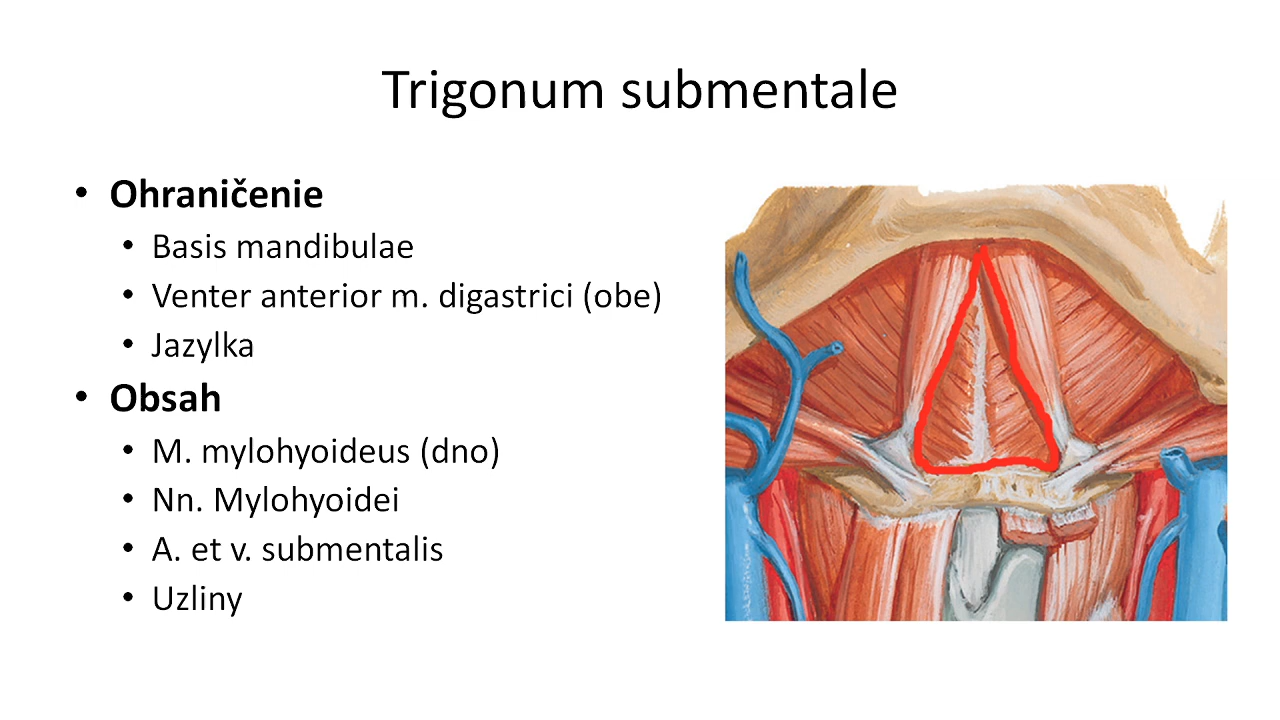 Trigonum submentale
• Ohraničenie
• Basis mandibulae
• Venter anterior m. digastrici (obe)
• Jazylka
• Obsah
• M. mylohyoideus (dno)
• Nn. Mylohyoidei
• A. et v. submentalis
• Uzliny